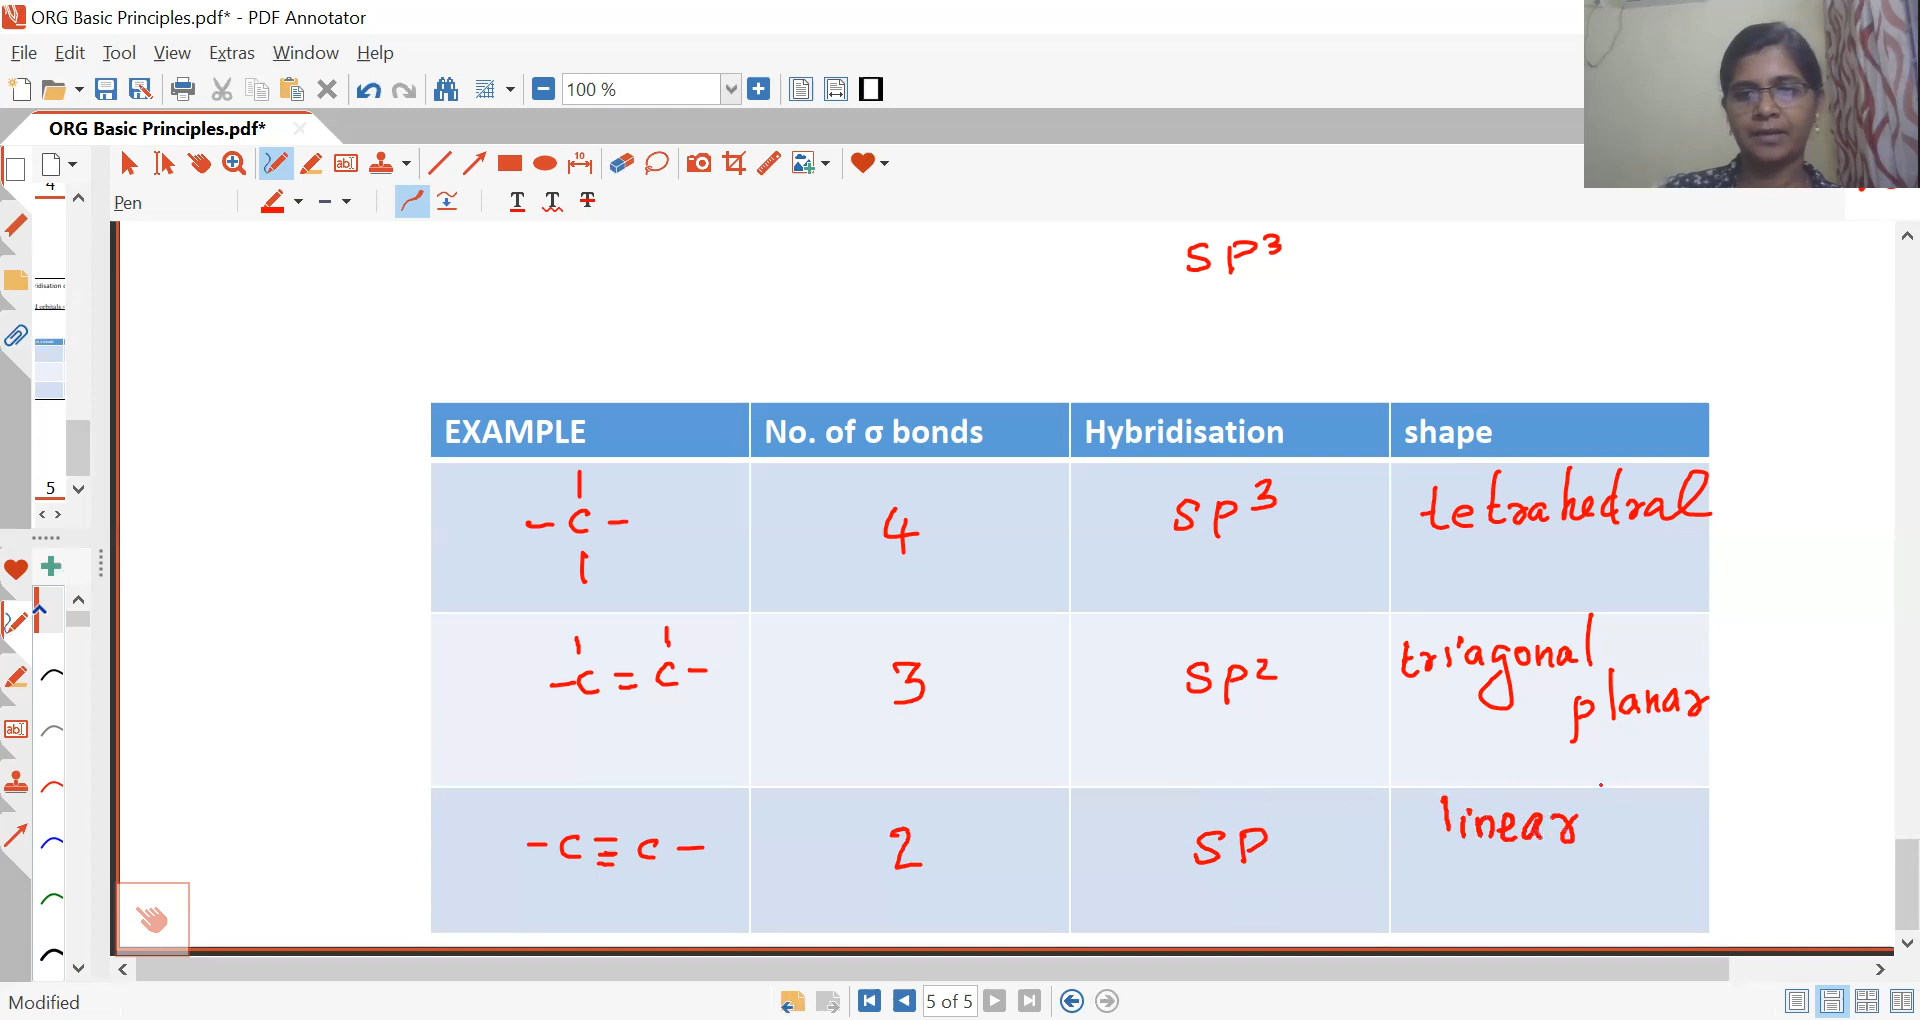 ORG Basic Principles.pdf* - PDF Annotator
File Edit Tool View Extras Window Help
100 %
ORG Basic Principles.pdf*
4
Pen
SP³
EXAMPLE No. of σ bonds Hybridisation shape
-C- 4 SP³ tetrahedral
-C=C- 3 SP² triagonal
planar
-C≡C- 2 SP linear
5
5 of 5
Modified